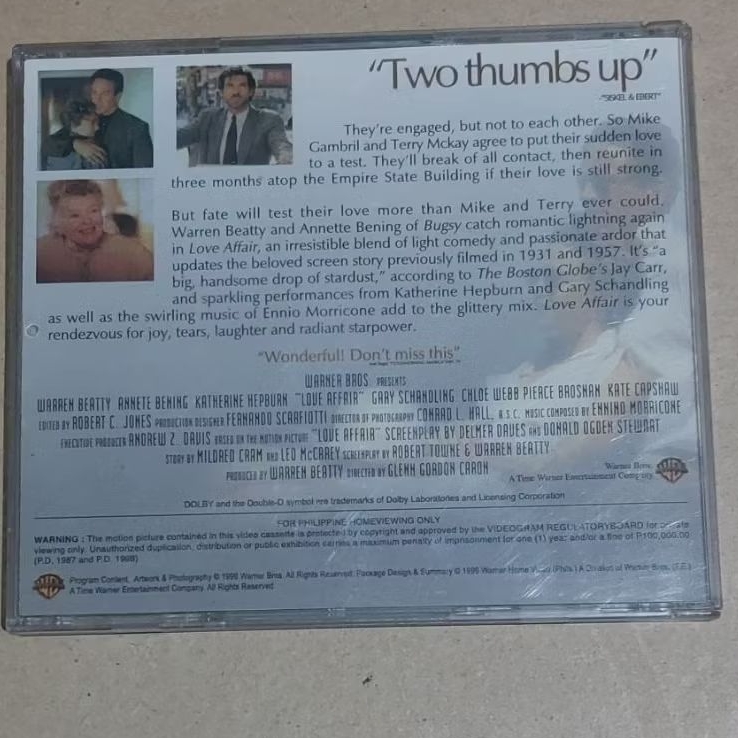 "Two thumbs up"
-"SISKEL & EBERT"
They're engaged, but not to each other. So Mike
Gambril and Terry Mckay agree to put their sudden love
to a test. They'll break of all contact, then reunite in
three months atop the Empire State Building if their love is still strong.
But fate will test their love more than Mike and Terry ever could.
Warren Beatty and Annette Bening of Bugsy catch romantic lightning again
in Love Affair, an irresistible blend of light comedy and passionate ardor that
updates the beloved screen story previously filmed in 1931 and 1957. It's "a
big, handsome drop of stardust," according to The Boston Globe's Jay Carr,
and sparkling performances from Katherine Hepburn and Gary Schandling
as well as the swirling music of Ennio Morricone add to the glittery mix. Love Affair is your
rendezvous for joy, tears, laughter and radiant starpower.
"Wonderful! Don't miss this"
WARNER BROS. PRESENTS
WARREN BEATTY ANNETE BENING KATHERINE HEPBURN "LOVE AFFAIR" GARY SCHANDLING CHLOE WEBB PIERCE BROSNAN KATE CAPSHAW
EDITED BY ROBERT C. JONES PRODUCTION DESIGNER FERNANDO SCARFIOTTI DIRECTOR OF PHOTOGRAPHY CONRAD L. HALL, A.S.C. MUSIC COMPOSED BY ENNINO MORRICONE
EXECUTIVE PRODUCER ANDREW Z. DAVIS BASED ON THE MOTION PICTURE "LOVE AFFAIR" SCREENPLAY BY DELMER DAVES AND DONALD OGDEN STEWART
STORY BY MILDRED CRAM AND LEO McCAREY SCREENPLAY BY ROBERT TOWNE & WARREN BEATTY
PRODUCED BY WARREN BEATTY DIRECTED BY GLENN GORDON CARON
Warner Bros.
A Time Warner Entertainment Company
DOLBY and the Double-D symbol are trademarks of Dolby Laboratories and Licensing Corporation
FOR PHILIPPINE HOMEVIEWING ONLY
WARNING : The motion picture contained in this video cassette is protected by copyright and approved by the VIDEOGRAM REGULATORYBOARD for private
viewing only. Unauthorized duplication, distribution or public exhibition carries a maximum penalty of imprisonment for one (1) year and/or a fine of P100,000.00
(P.D. 1987 and P.D. 1988)
Program Content, Artwork & Photography © 1996 Warner Bros. All Rights Reserved. Package Design & Summary © 1996 Warner Home Video (Phils.) A Division of Warner Bros. (F.E.)
A Time Warner Entertainment Company. All Rights Reserved